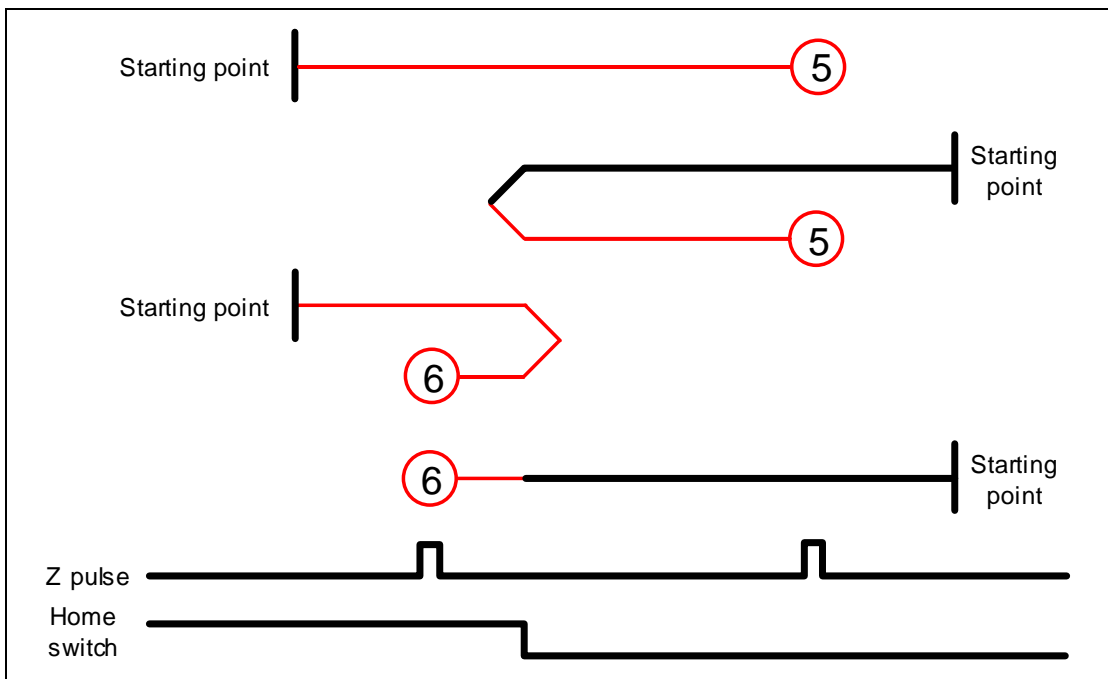 Starting point
5
Starting
point
5
Starting point
6
6
Starting
point
Z pulse
Home
switch